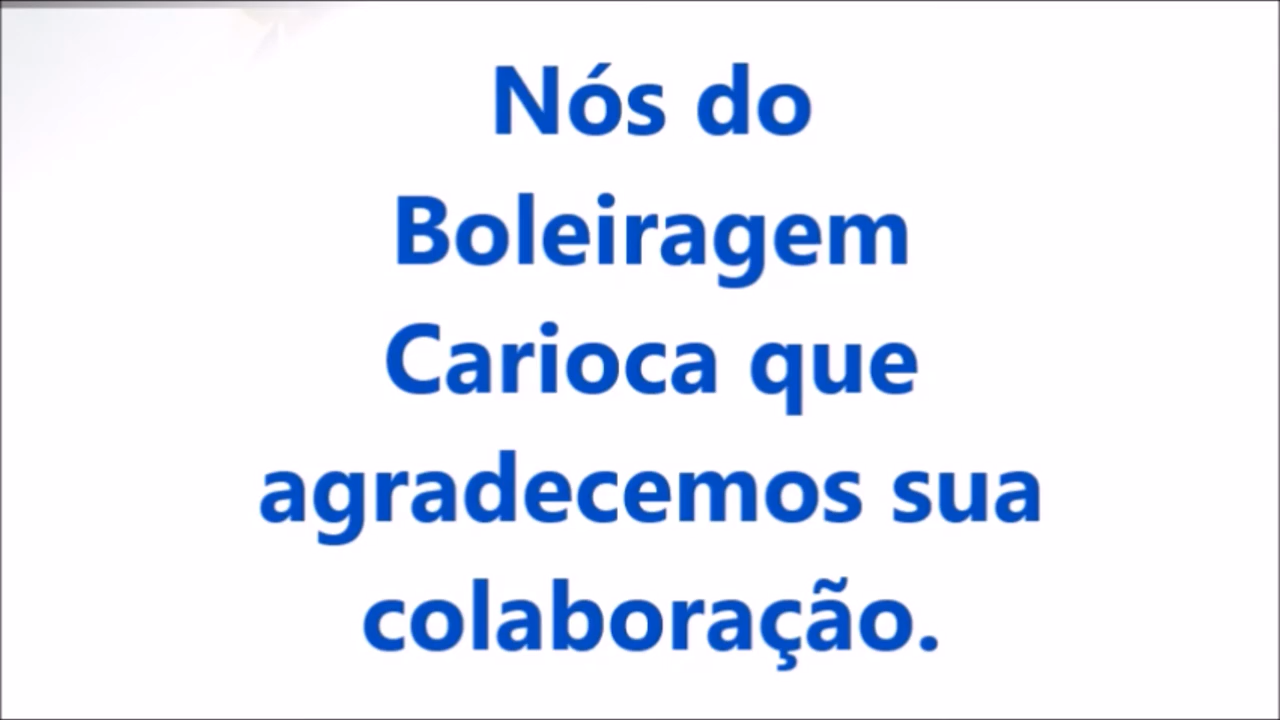 Nós do
Boleiragem
Carioca que
agradecemos sua
colaboração.